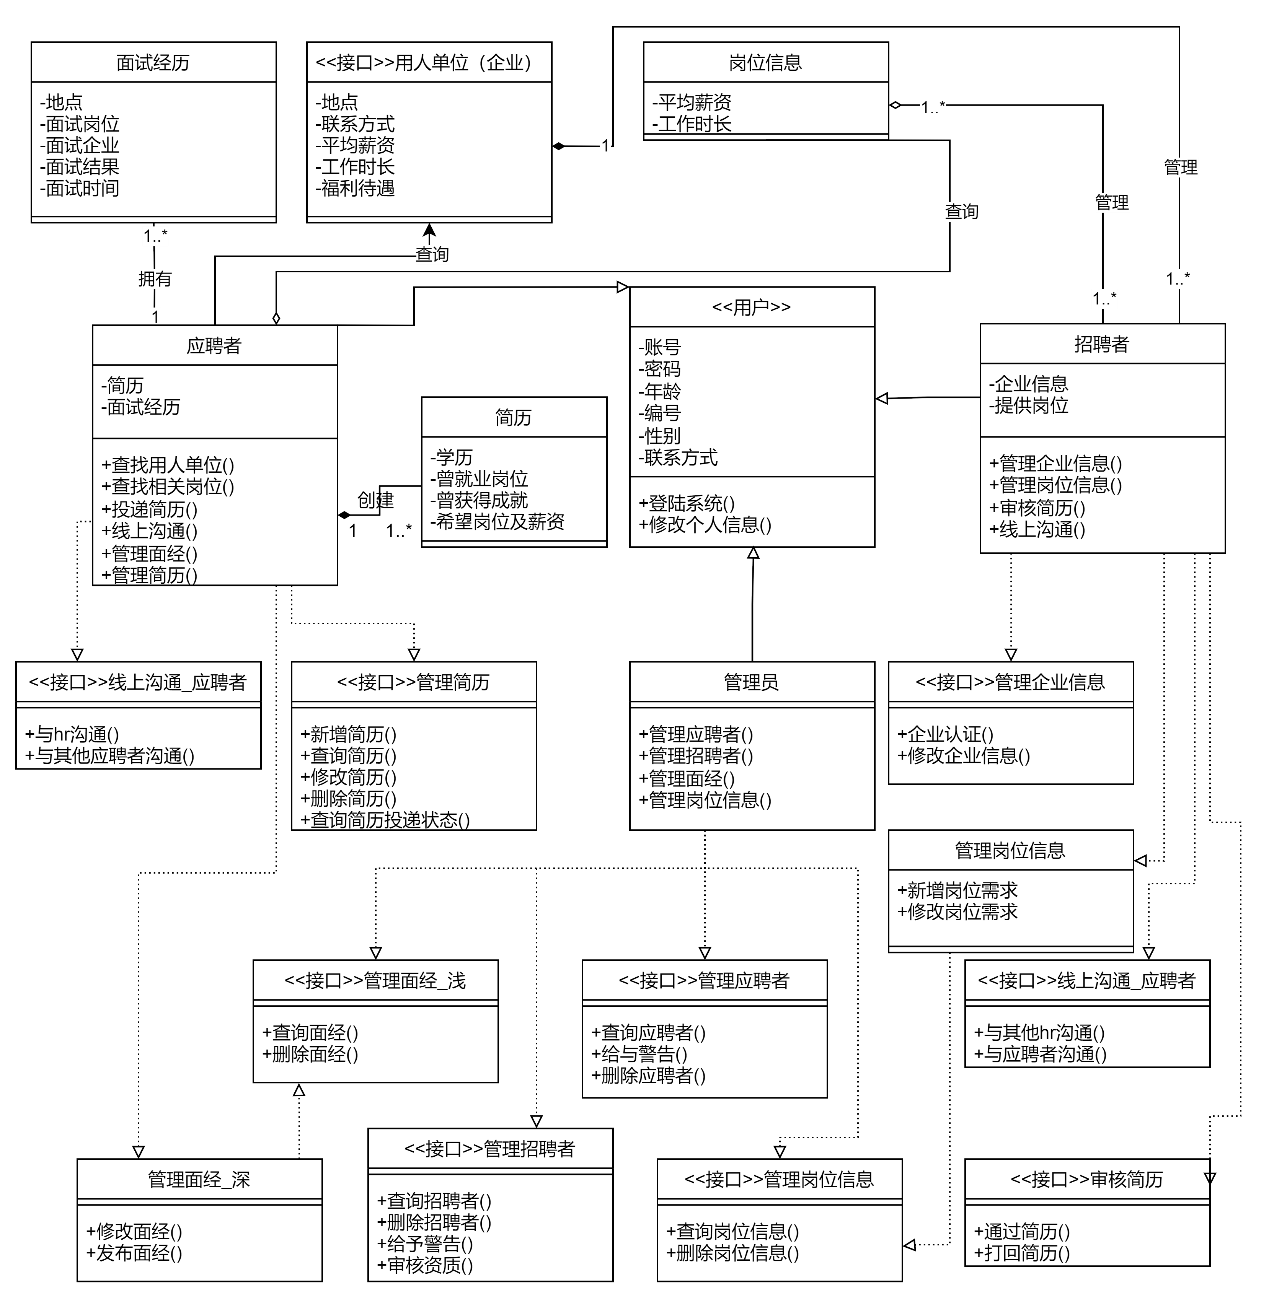 面试经历
-地点
-面试岗位
-面试企业
-面试结果
-面试时间
<<接口>>用人单位（企业）
-地点
-联系方式
-平均薪资
-工作时长
-福利待遇
岗位信息
-平均薪资
-工作时长
1..*
1
管理
管理
查询
1..*
拥有
1
查询
1..*
1..*
应聘者
-简历
-面试经历
+查找用人单位()
+查找相关岗位()
+投递简历()
+线上沟通()
+管理面经()
+管理简历()
创建
1
1..*
简历
-学历
-曾就业岗位
-曾获得成就
-希望岗位及薪资
<<用户>>
-账号
-密码
-年龄
-编号
-性别
-联系方式
+登陆系统()
+修改个人信息()
招聘者
-企业信息
-提供岗位
+管理企业信息()
+管理岗位信息()
+审核简历()
+线上沟通()
<<接口>>线上沟通_应聘者
+与hr沟通()
+与其他应聘者沟通()
<<接口>>管理简历
+新增简历()
+查询简历()
+修改简历()
+删除简历()
+查询简历投递状态()
管理员
+管理应聘者()
+管理招聘者()
+管理面经()
+管理岗位信息()
<<接口>>管理企业信息
+企业认证()
+修改企业信息()
管理岗位信息
+新增岗位需求
+修改岗位需求
<<接口>>管理面经_浅
+查询面经()
+删除面经()
<<接口>>管理应聘者
+查询应聘者()
+给与警告()
+删除应聘者()
<<接口>>线上沟通_应聘者
+与其他hr沟通()
+与应聘者沟通()
管理面经_深
+修改面经()
+发布面经()
<<接口>>管理招聘者
+查询招聘者()
+删除招聘者()
+给予警告()
+审核资质()
<<接口>>管理岗位信息
+查询岗位信息()
+删除岗位信息()
<<接口>>审核简历
+通过简历()
+打回简历()